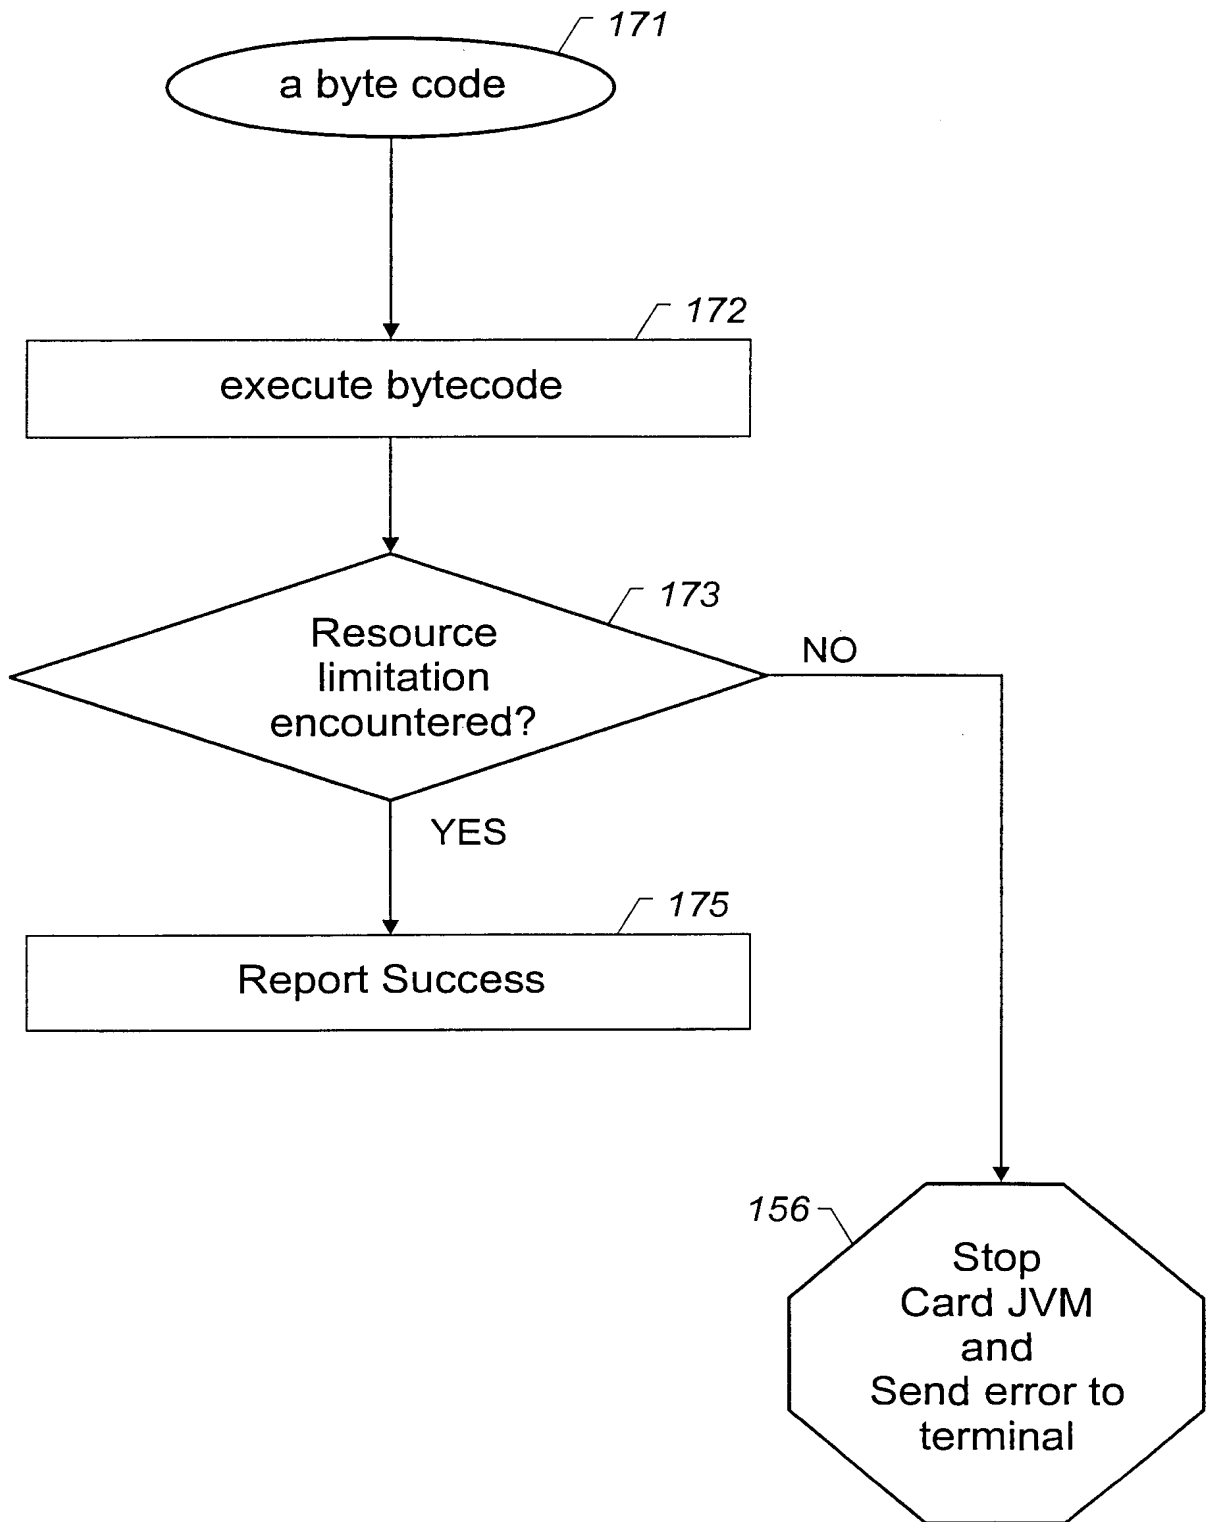 171
a byte code
172
execute bytecode
173
Resource
limitation
encountered?
NO
YES
175
Report Success
156
Stop
Card JVM
and
Send error to
terminal